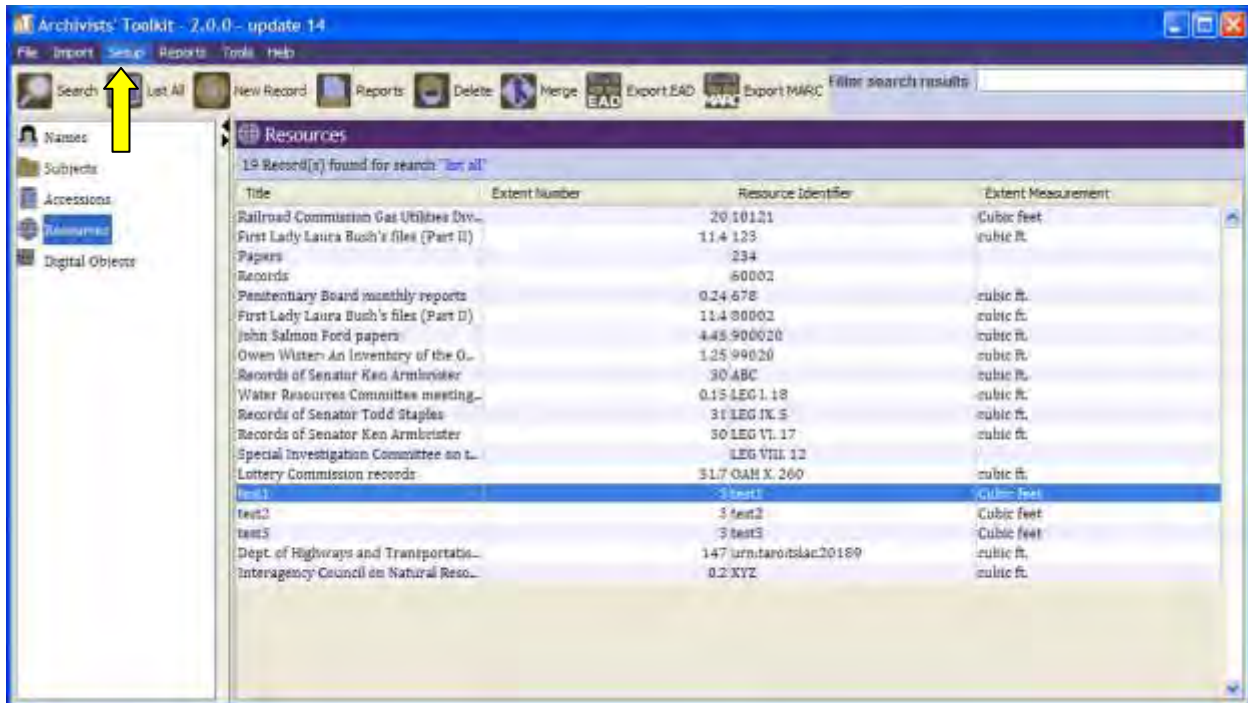 Archivists' Toolkit - 2.0.0 - update 14
File Import Setup Reports Tools Help
Search List All New Record Reports Delete Merge EAD Export EAD MARC Export MARC Filter search results
Names
Subjects
Accessions
Resources
Digital Objects
Resources
19 Record(s) found for search "list all"
Title Extent Number Resource Identifier Extent Measurement
Railroad Commission Gas Utilities Div... 20 10121 Cubic feet
First Lady Laura Bush's files (Part II) 11.4 123 cubic ft.
Papers 234
Records 60002
Penitentiary Board monthly reports 0.24 678 cubic ft.
First Lady Laura Bush's files (Part II) 11.4 80002 cubic ft.
John Salmon Ford papers 4.45 900020 cubic ft.
Owen Wister: An Inventory of the O... 1.25 99020 cubic ft.
Records of Senator Ken Armbrister 30 ABC cubic ft.
Water Resources Committee meeting... 0.15 LEG I. 18 cubic ft.
Records of Senator Todd Staples 31 LEG IX. 5 cubic ft.
Records of Senator Ken Armbrister 30 LEG VI. 17 cubic ft.
Special Investigation Committee on t... LEG VIII. 12
Lottery Commission records 31.7 OAH X. 260 cubic ft.
test1 3 test1 Cubic feet
test2 3 test2 Cubic feet
test3 3 test3 Cubic feet
Dept. of Highways and Transportatio... 147 urn:taro:tslac.20189 cubic ft.
Interagency Council on Natural Reso... 0.2 XYZ cubic ft.